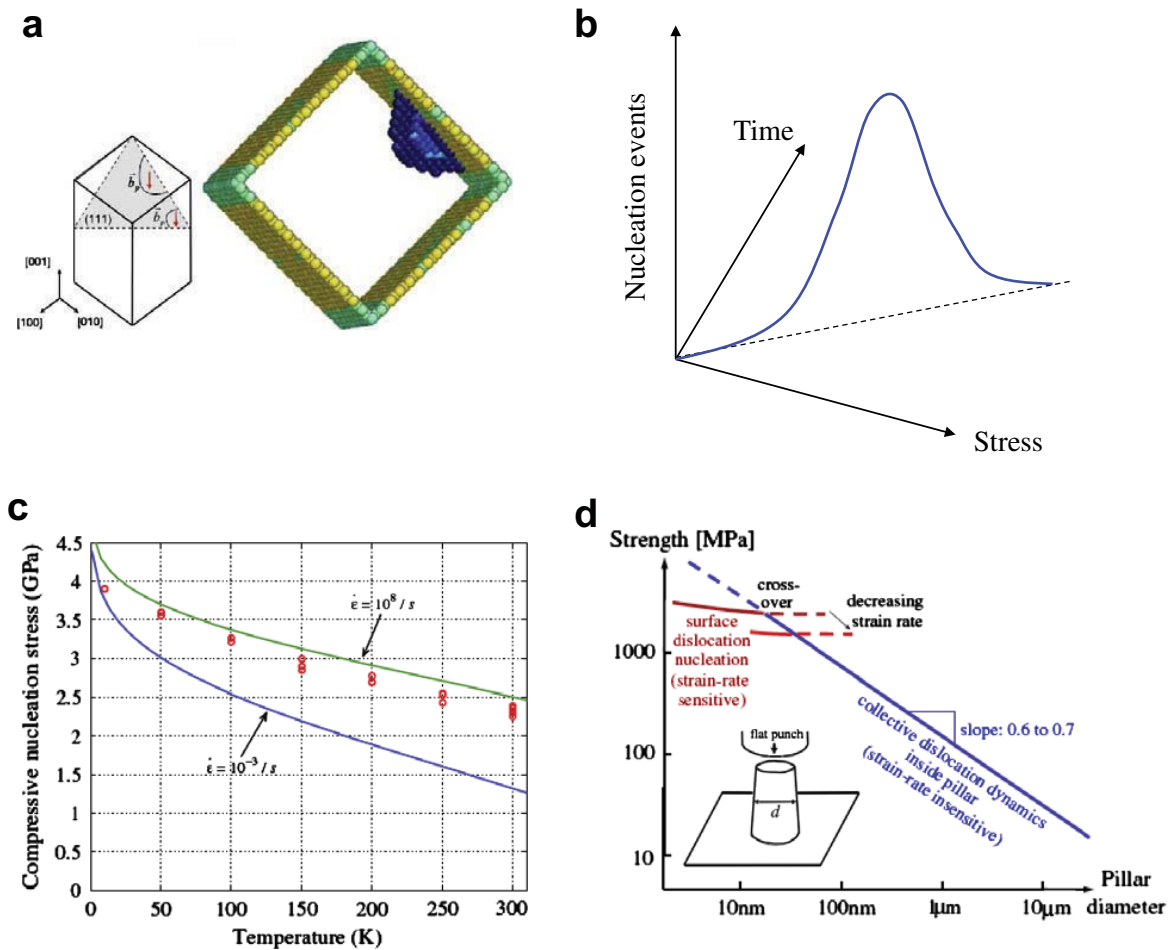 a
b⃗p
(111)
b⃗p
[001]
[100]
[010]
b
Nucleation events
Time
Stress
c
Compressive nucleation stress (GPa)
4.5
4
3.5
3
2.5
2
1.5
1
0.5
0
ε̇ = 10⁸ / s
ε̇ = 10⁻³ / s
0 50 100 150 200 250 300
Temperature (K)
d
Strength [MPa]
cross-
over
decreasing
strain rate
surface
dislocation
nucleation
(strain-rate
sensitive)
1000
100
10
slope: 0.6 to 0.7
collective dislocation dynamics
inside pillar
(strain-rate insensitive)
flat punch
d
10nm 100nm 1μm 10μm
Pillar
diameter